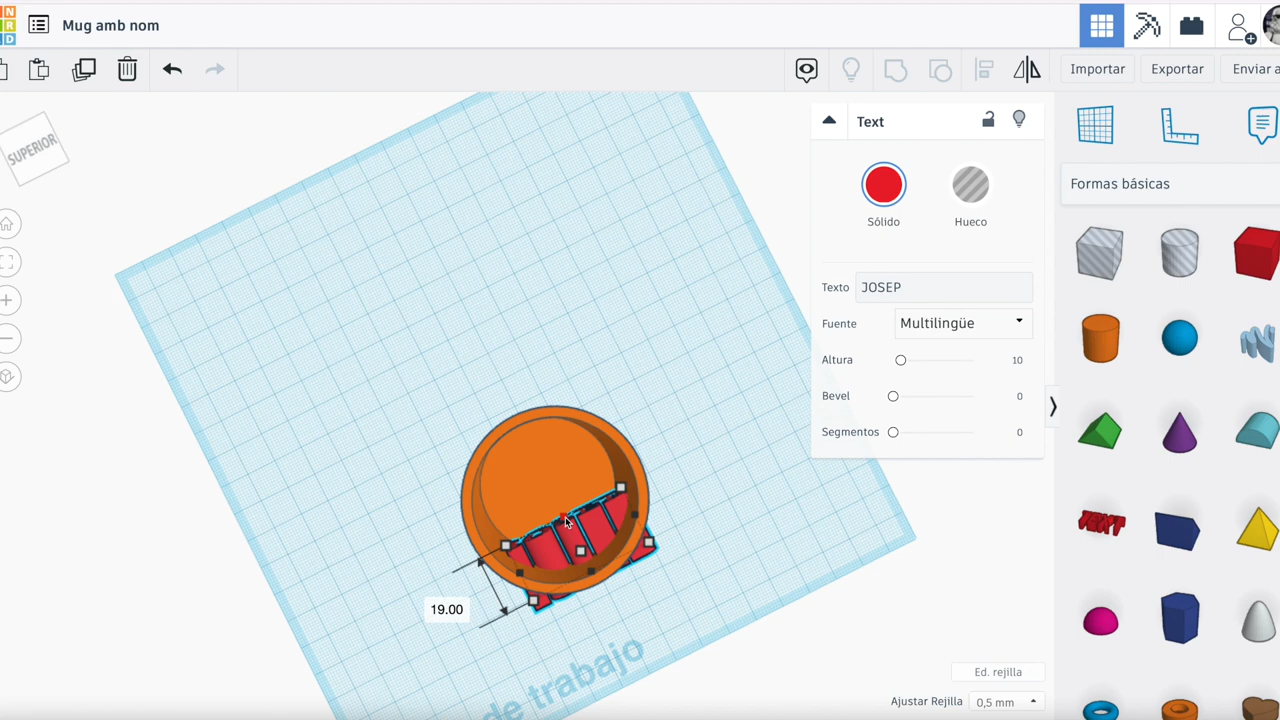 N
R
D
Mug amb nom
Importar
Exportar
Enviar a
SUPERIOR
Text
Sólido
Hueco
Texto
JOSEP
Fuente
Multilingüe
Altura
10
Bevel
0
Segmentos
0
Formas básicas
TEXT
19.00
de trabajo
Ed. rejilla
Ajustar Rejilla
0,5 mm